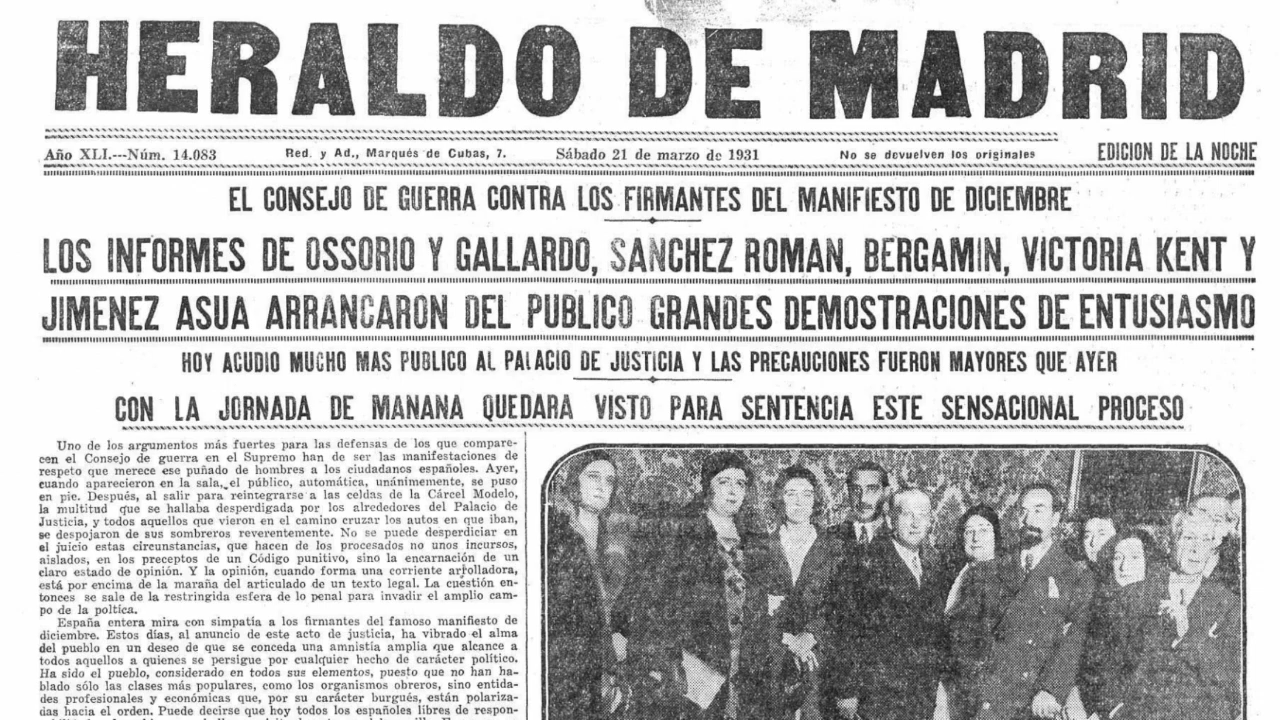 HERALDO DE MADRID
Año XLI.---Núm. 14.083 Red. y Ad., Marqués de Cubas, 7. Sábado 21 de marzo de 1931 No se devuelven los originales EDICION DE LA NOCHE
EL CONSEJO DE GUERRA CONTRA LOS FIRMANTES DEL MANIFIESTO DE DICIEMBRE
LOS INFORMES DE OSSORIO Y GALLARDO, SANCHEZ ROMAN, BERGAMIN, VICTORIA KENT Y
JIMENEZ ASUA ARRANCARON DEL PUBLICO GRANDES DEMOSTRACIONES DE ENTUSIASMO
HOY ACUDIO MUCHO MAS PUBLICO AL PALACIO DE JUSTICIA Y LAS PRECAUCIONES FUERON MAYORES QUE AYER
CON LA JORNADA DE MANANA QUEDARA VISTO PARA SENTENCIA ESTE SENSACIONAL PROCESO
Uno de los argumentos más fuertes para las defensas de los que compare-
cen el Consejo de guerra en el Supremo han de ser las manifestaciones de
respeto que merece ese puñado de hombres a los ciudadanos españoles. Ayer,
cuando aparecieron en la sala, el público, automática, unánimemente, se puso
en pie. Después, al salir para reintegrarse a las celdas de la Cárcel Modelo,
la multitud que se hallaba desperdigada por los alrededores del Palacio de
Justicia, y todos aquellos que vieron en el camino cruzar los autos en que iban,
se despojaron de sus sombreros reverentemente. No se puede desperdiciar en
el juicio estas circunstancias, que hacen de los procesados no unos incursos,
aislados, en los preceptos de un Código punitivo, sino la encarnación de un
claro estado de opinión. Y la opinión, cuando forma una corriente arrolladora,
está por encima de la maraña del articulado de un texto legal. La cuestión en-
tonces se sale de la restringida esfera de lo penal para invadir el amplio cam-
po de la poltica.
España entera mira con simpatía a los firmantes del famoso manifiesto de
diciembre. Estos días, al anuncio de este acto de justicia, ha vibrado el alma
del pueblo en un deseo de que se conceda una amnistía amplia que alcance a
todos aquellos a quienes se persigue por cualquier hecho de carácter político.
Ha sido el pueblo, considerado en todos sus elementos, puesto que no han ha-
blado sólo las clases más populares, como los organismos obreros, sino entida-
des profesionales y económicas que, por su carácter burgués, están polariza-
das hacia el orden. Puede decirse que hoy todos los españoles libres de respon-